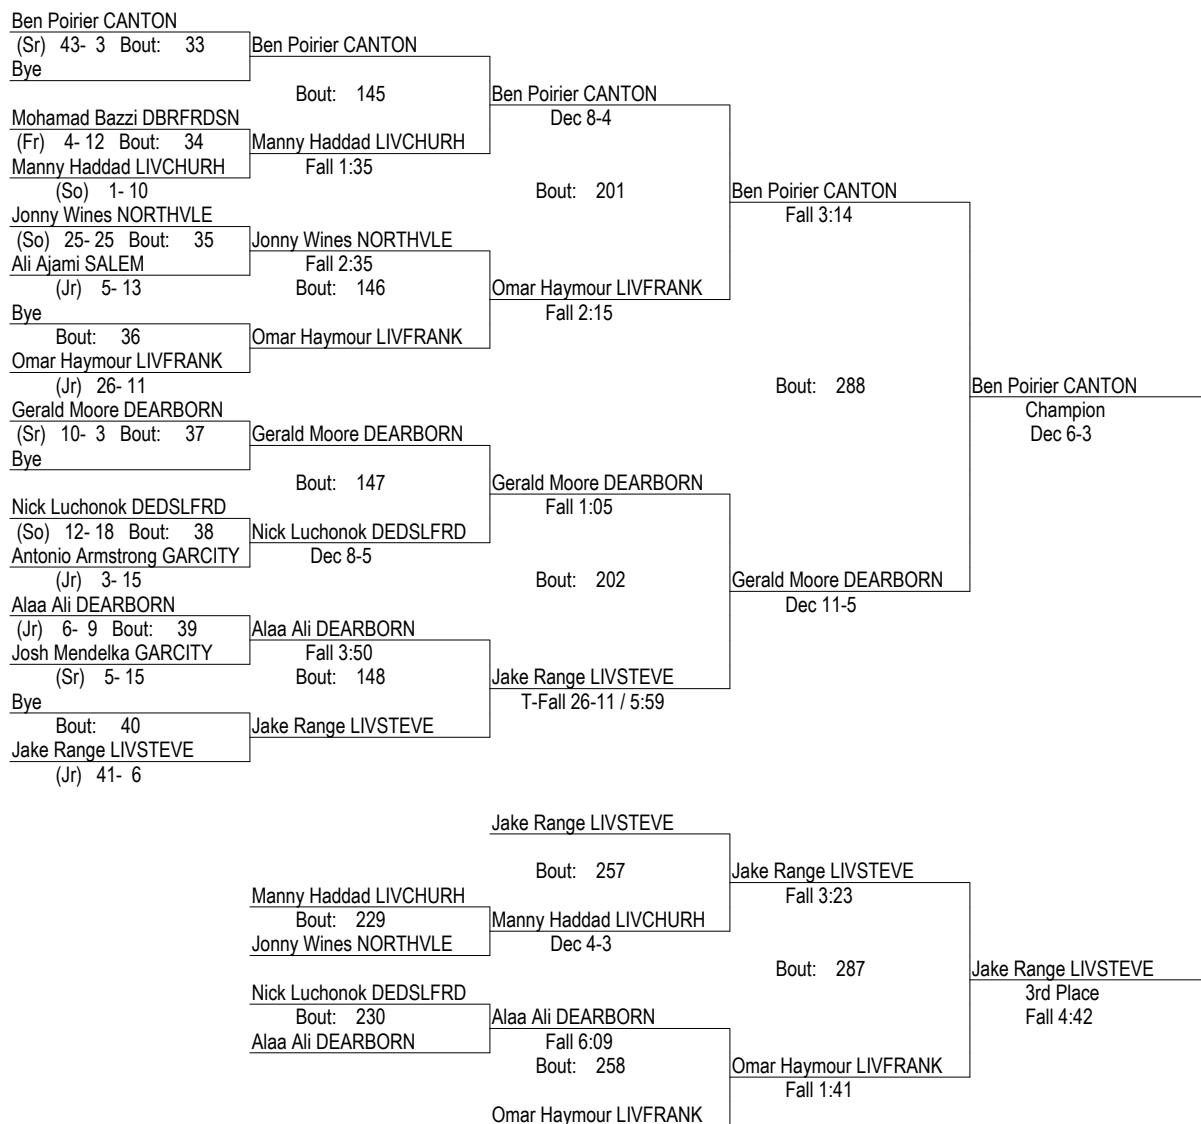 Ben Poirier CANTON
(Sr) 43- 3 Bout: 33
Bye
Ben Poirier CANTON
Bout: 145
Ben Poirier CANTON
Dec 8-4
Mohamad Bazzi DBRFRDSN
(Fr) 4- 12 Bout: 34
Manny Haddad LIVCHURH
(So) 1- 10
Manny Haddad LIVCHURH
Fall 1:35
Bout: 201
Ben Poirier CANTON
Fall 3:14
Jonny Wines NORTHVLE
(So) 25- 25 Bout: 35
Ali Ajami SALEM
(Jr) 5- 13
Jonny Wines NORTHVLE
Fall 2:35
Bout: 146
Omar Haymour LIVFRANK
Fall 2:15
Bye
Bout: 36
Omar Haymour LIVFRANK
(Jr) 26- 11
Omar Haymour LIVFRANK
Bout: 288
Ben Poirier CANTON
Champion
Dec 6-3
Gerald Moore DEARBORN
(Sr) 10- 3 Bout: 37
Bye
Gerald Moore DEARBORN
Bout: 147
Gerald Moore DEARBORN
Fall 1:05
Nick Luchonok DEDSLFRD
(So) 12- 18 Bout: 38
Antonio Armstrong GARCITY
(Jr) 3- 15
Nick Luchonok DEDSLFRD
Dec 8-5
Bout: 202
Gerald Moore DEARBORN
Dec 11-5
Alaa Ali DEARBORN
(Jr) 6- 9 Bout: 39
Josh Mendelka GARCITY
(Sr) 5- 15
Alaa Ali DEARBORN
Fall 3:50
Bout: 148
Jake Range LIVSTEVE
T-Fall 26-11 / 5:59
Bye
Bout: 40
Jake Range LIVSTEVE
(Jr) 41- 6
Jake Range LIVSTEVE
Jake Range LIVSTEVE
Bout: 257
Jake Range LIVSTEVE
Fall 3:23
Manny Haddad LIVCHURH
Bout: 229
Jonny Wines NORTHVLE
Manny Haddad LIVCHURH
Dec 4-3
Bout: 287
Jake Range LIVSTEVE
3rd Place
Fall 4:42
Nick Luchonok DEDSLFRD
Bout: 230
Alaa Ali DEARBORN
Alaa Ali DEARBORN
Fall 6:09
Bout: 258
Omar Haymour LIVFRANK
Fall 1:41
Omar Haymour LIVFRANK